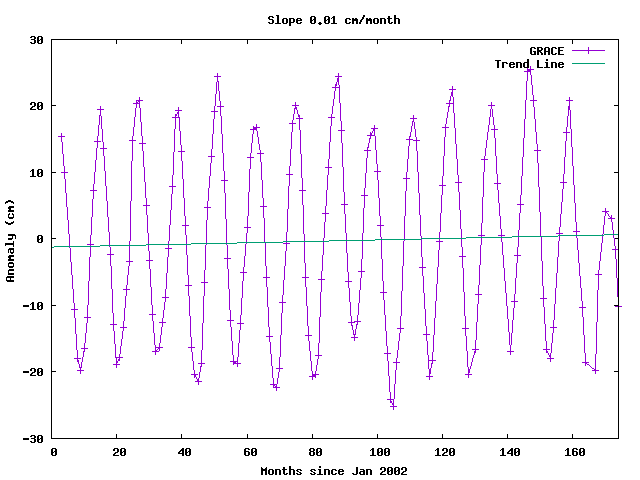 Slope 0.01 cm/month
30
GRACE
Trend Line
20
10
0
-10
-20
-30
Anomaly (cm)
0 20 40 60 80 100 120 140 160
Months since Jan 2002